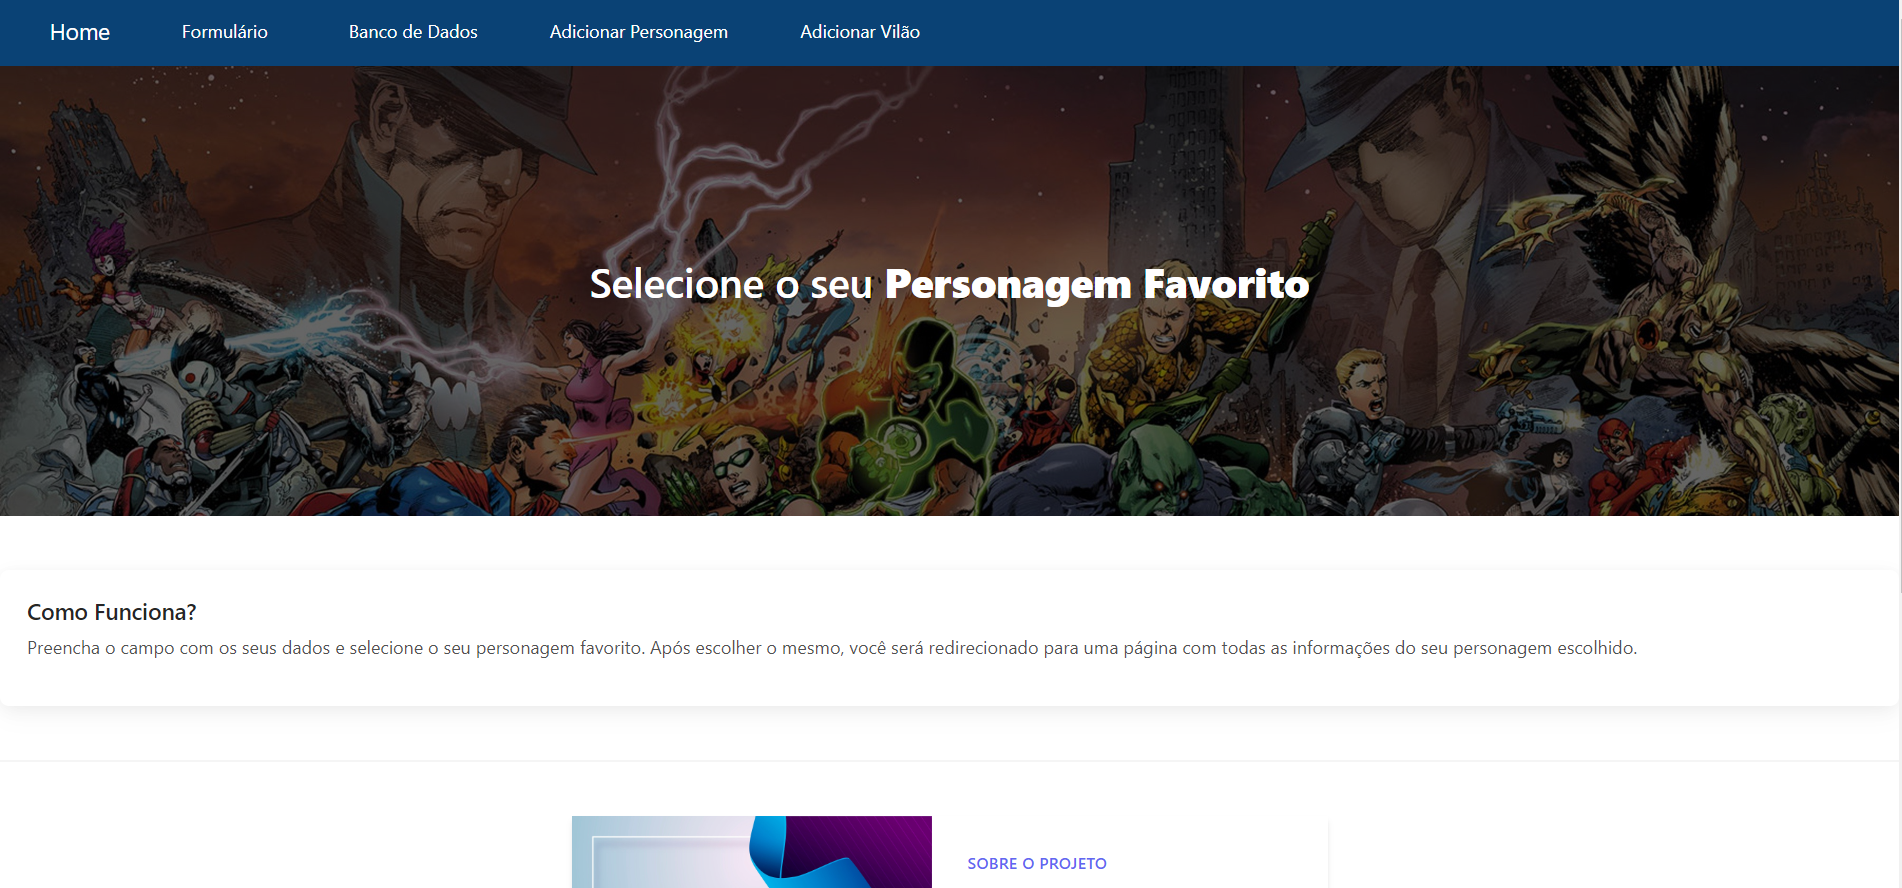 Home Formulário Banco de Dados Adicionar Personagem Adicionar Vilão
Selecione o seu Personagem Favorito
Como Funciona?
Preencha o campo com os seus dados e selecione o seu personagem favorito. Após escolher o mesmo, você será redirecionado para uma página com todas as informações do seu personagem escolhido.
SOBRE O PROJETO